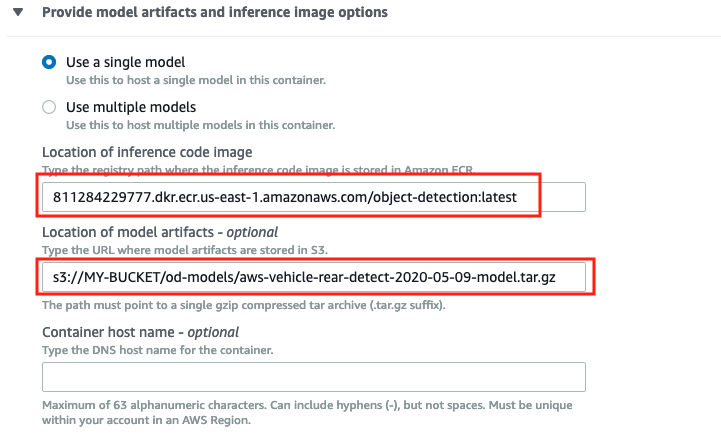 Provide model artifacts and inference image options
Use a single model
Use this to host a single model in this container.
Use multiple models
Use this to host multiple models in this container.
Location of inference code image
Type the registry path where the inference code image is stored in Amazon ECR.
811284229777.dkr.ecr.us-east-1.amazonaws.com/object-detection:latest
Location of model artifacts - optional
Type the URL where model artifacts are stored in S3.
s3://MY-BUCKET/od-models/aws-vehicle-rear-detect-2020-05-09-model.tar.gz
The path must point to a single gzip compressed tar archive (.tar.gz suffix).
Container host name - optional
Type the DNS host name for the container.
Maximum of 63 alphanumeric characters. Can include hyphens (-), but not spaces. Must be unique
within your account in an AWS Region.